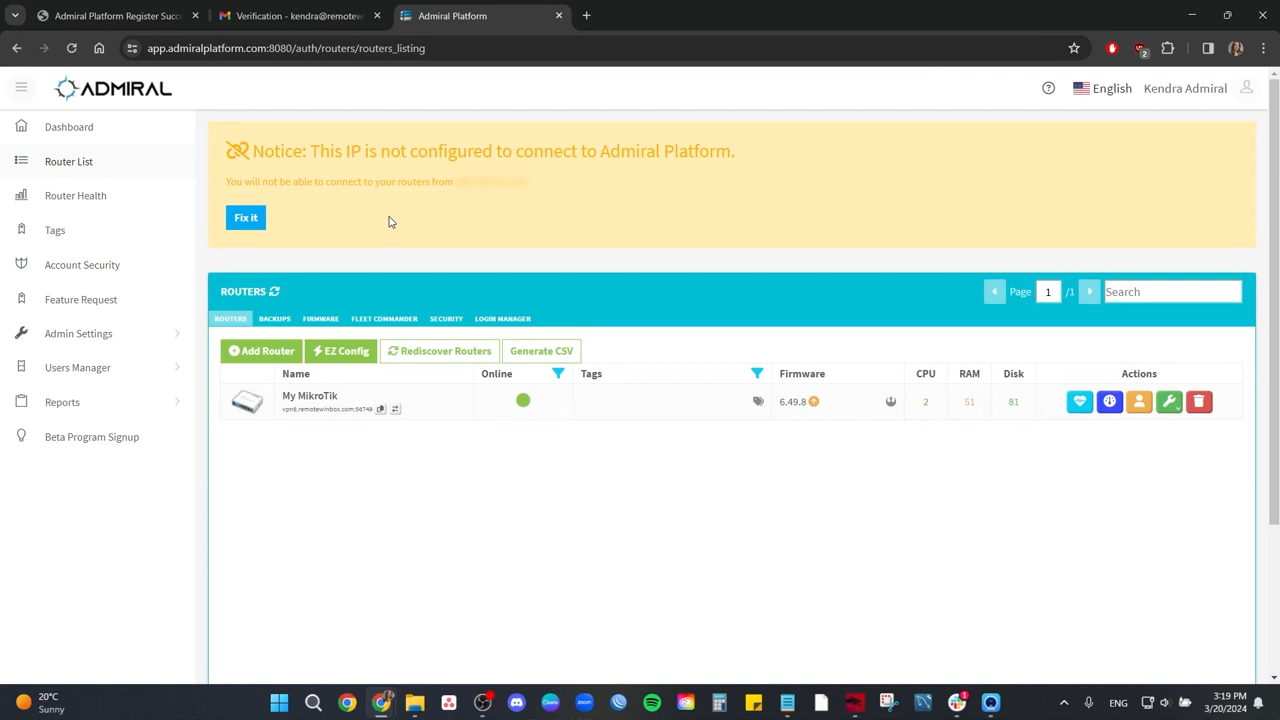 Admiral Platform Register Succ
Verification - kendra@remotew
Admiral Platform
app.admiralplatform.com:8080/auth/routers/routers_listing
2
ADMIRAL
English
Kendra Admiral
Dashboard
Router List
Router Health
Tags
Account Security
Feature Request
Admin Settings
Users Manager
Reports
Beta Program Signup
Notice: This IP is not configured to connect to Admiral Platform.
You will not be able to connect to your routers from
Fix it
ROUTERS
Page 1 /1
Search
ROUTERS BACKUPS FIRMWARE FLEET COMMANDER SECURITY LOGIN MANAGER
Add Router EZ Config Rediscover Routers Generate CSV
Name Online Tags Firmware CPU RAM Disk Actions
My MikroTik
vpn6.remotewinbox.com:56749
6.49.8 2 51 81
20°C
Sunny
1
ENG
3:19 PM
3/20/2024